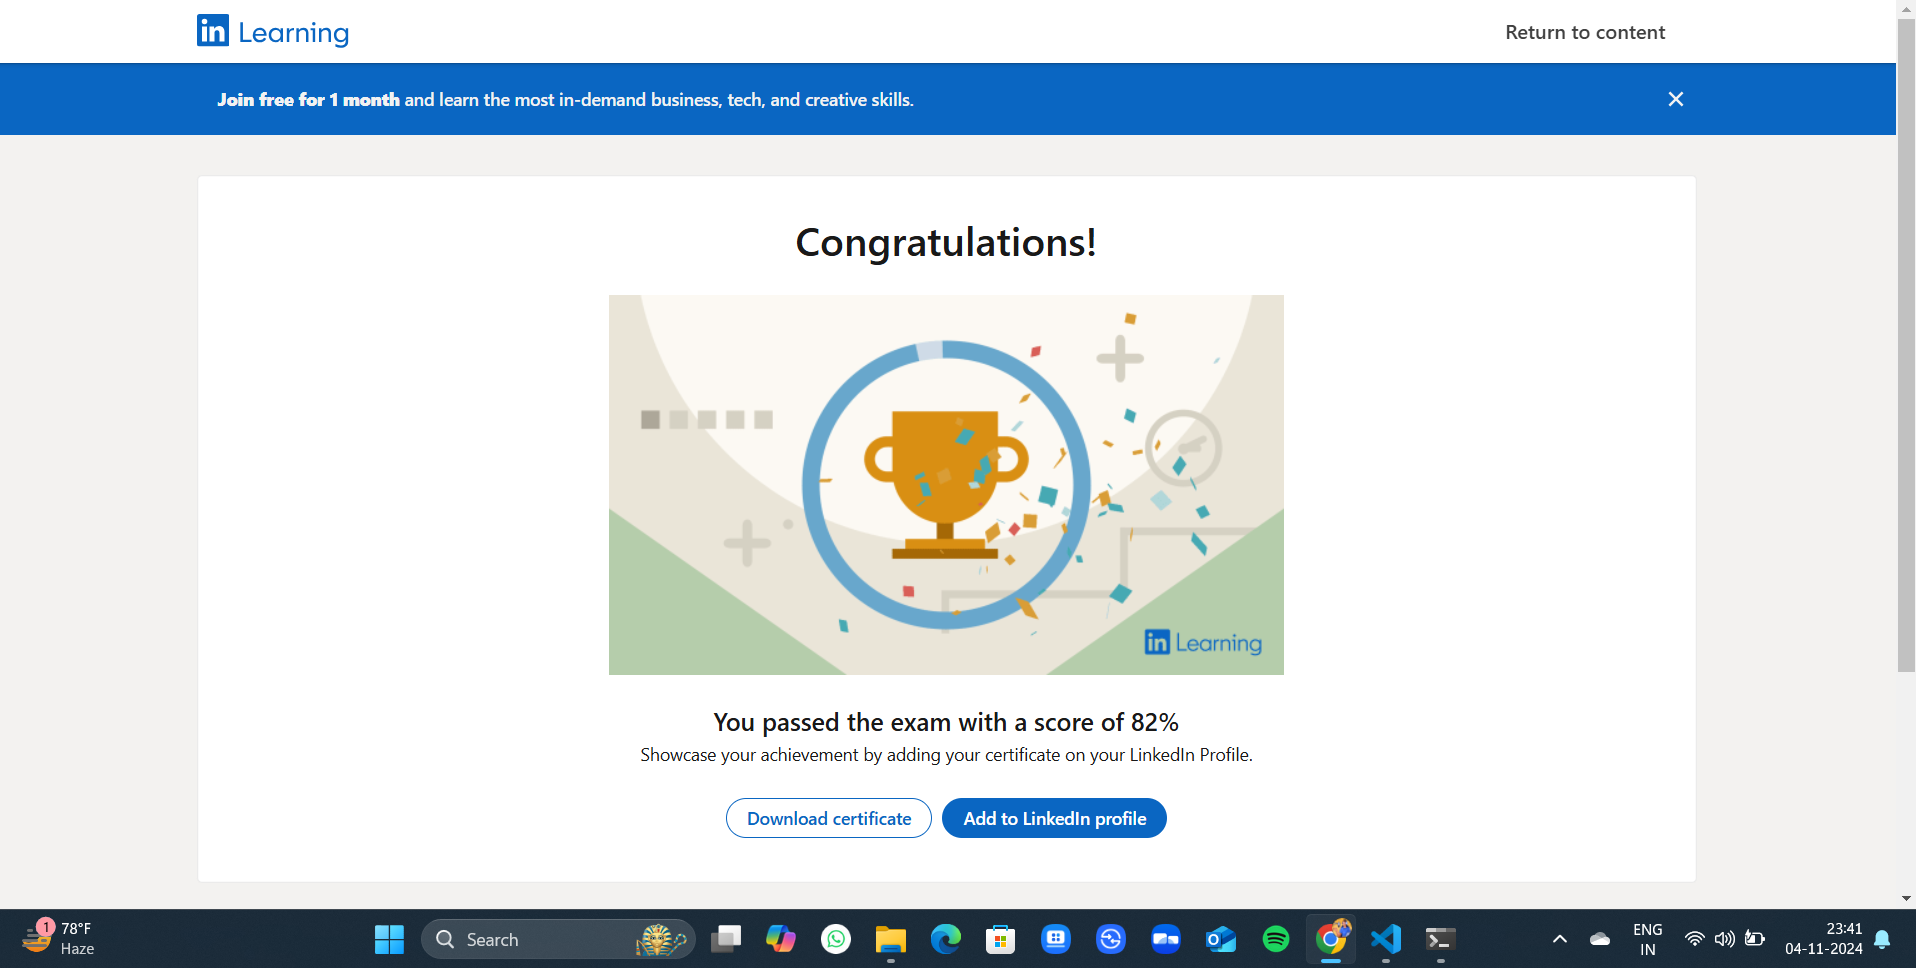 in Learning
Return to content
Join free for 1 month and learn the most in-demand business, tech, and creative skills.
Congratulations!
in Learning
You passed the exam with a score of 82%
Showcase your achievement by adding your certificate on your LinkedIn Profile.
Download certificate
Add to LinkedIn profile
1
78°F
Haze
Search
ENG
IN
23:41
04-11-2024